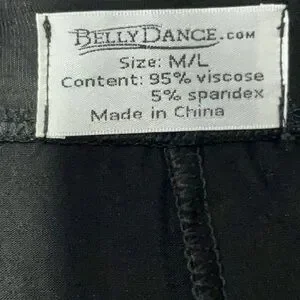 BELLYDANCE.COM
Size: M/L
Content: 95% viscose
5% spandex
Made in China